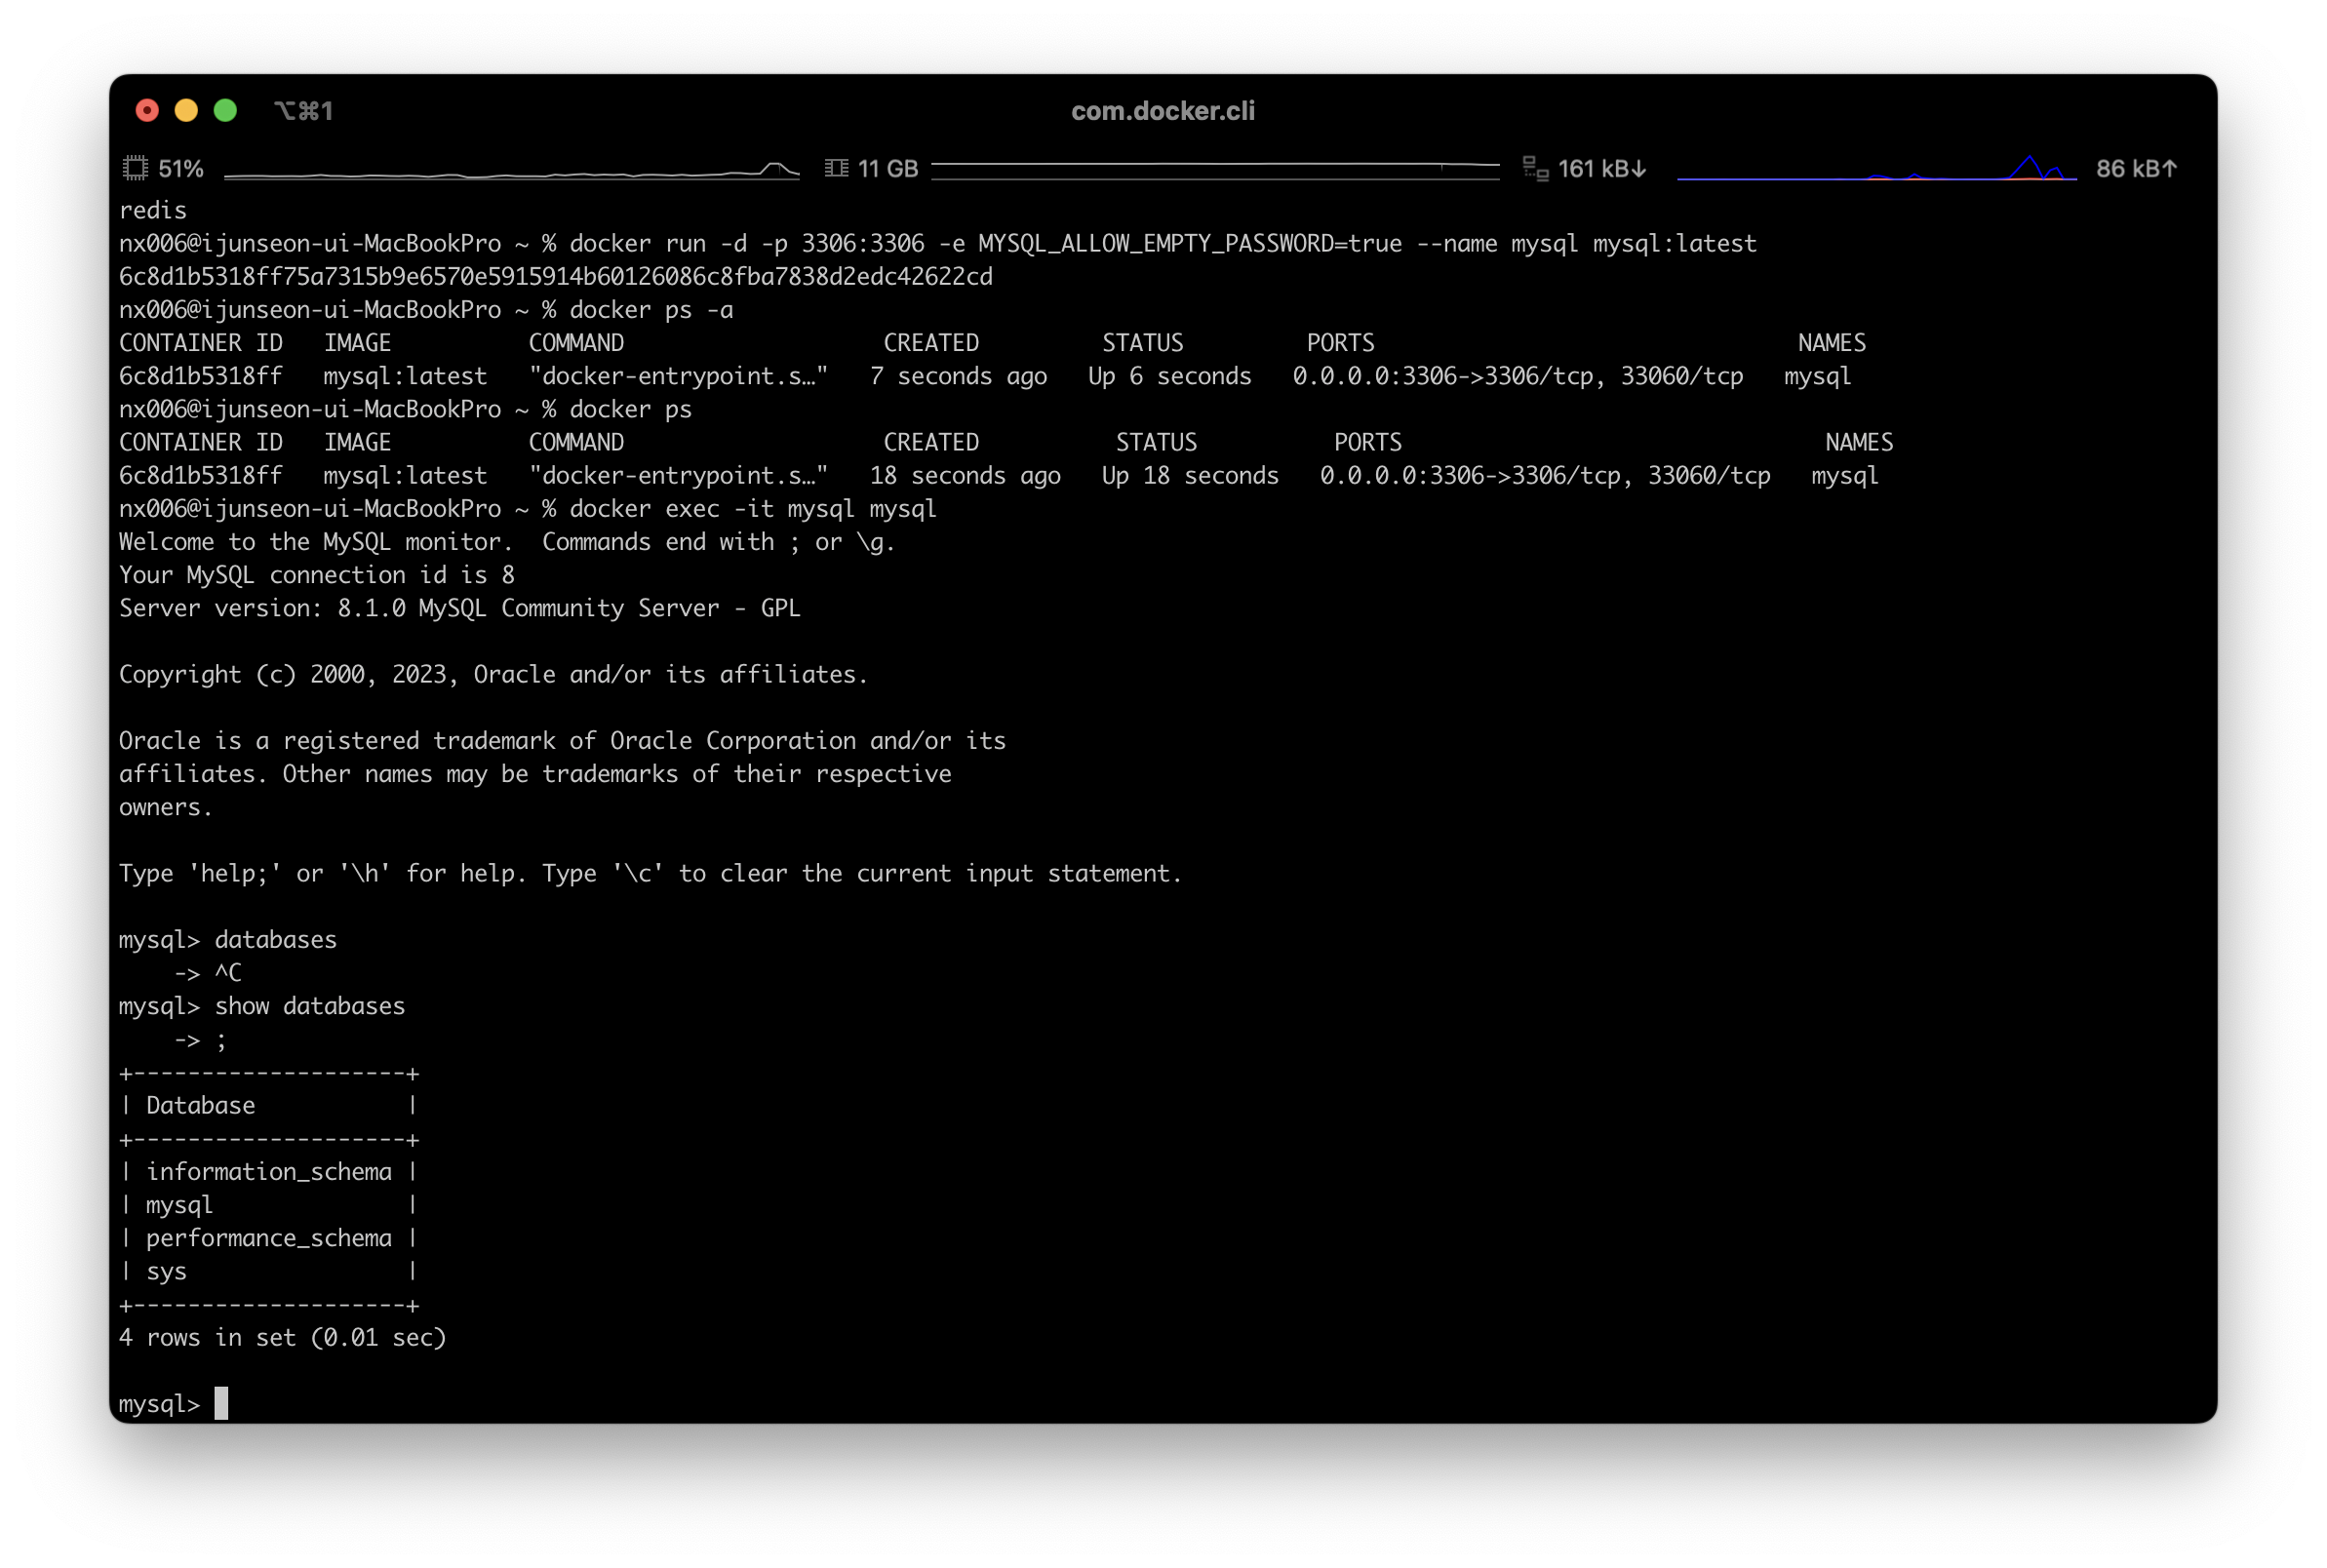 ⌥⌘1 com.docker.cli
51% 11 GB 161 kB↓ 86 kB↑
redis
nx006@ijunseon-ui-MacBookPro ~ % docker run -d -p 3306:3306 -e MYSQL_ALLOW_EMPTY_PASSWORD=true --name mysql mysql:latest
6c8d1b5318ff75a7315b9e6570e5915914b60126086c8fba7838d2edc42622cd
nx006@ijunseon-ui-MacBookPro ~ % docker ps -a
CONTAINER ID   IMAGE          COMMAND                   CREATED         STATUS         PORTS                               NAMES
6c8d1b5318ff   mysql:latest   "docker-entrypoint.s…"   7 seconds ago   Up 6 seconds   0.0.0.0:3306->3306/tcp, 33060/tcp   mysql
nx006@ijunseon-ui-MacBookPro ~ % docker ps
CONTAINER ID   IMAGE          COMMAND                   CREATED          STATUS          PORTS                               NAMES
6c8d1b5318ff   mysql:latest   "docker-entrypoint.s…"   18 seconds ago   Up 18 seconds   0.0.0.0:3306->3306/tcp, 33060/tcp   mysql
nx006@ijunseon-ui-MacBookPro ~ % docker exec -it mysql mysql
Welcome to the MySQL monitor.  Commands end with ; or \g.
Your MySQL connection id is 8
Server version: 8.1.0 MySQL Community Server - GPL

Copyright (c) 2000, 2023, Oracle and/or its affiliates.

Oracle is a registered trademark of Oracle Corporation and/or its
affiliates. Other names may be trademarks of their respective
owners.

Type 'help;' or '\h' for help. Type '\c' to clear the current input statement.

mysql> databases
    -> ^C
mysql> show databases
    -> ;
+--------------------+
| Database           |
+--------------------+
| information_schema |
| mysql              |
| performance_schema |
| sys                |
+--------------------+
4 rows in set (0.01 sec)

mysql>